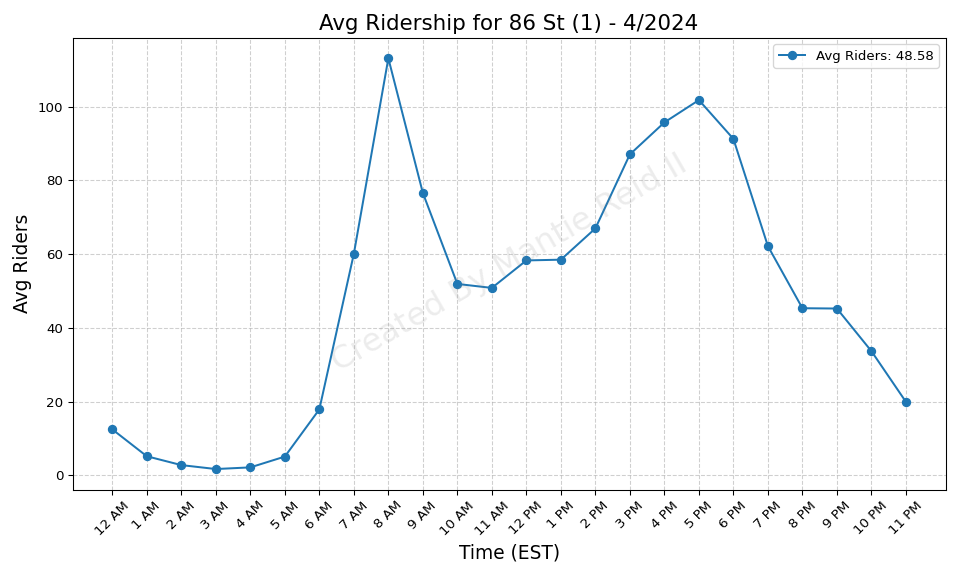 Avg Ridership for 86 St (1) - 4/2024
Avg Riders: 48.58
Avg Riders
100
80
60
40
20
0
Created By Mantie Reid II
12 AM
1 AM
2 AM
3 AM
4 AM
5 AM
6 AM
7 AM
8 AM
9 AM
10 AM
11 AM
12 PM
1 PM
2 PM
3 PM
4 PM
5 PM
6 PM
7 PM
8 PM
9 PM
10 PM
11 PM
Time (EST)